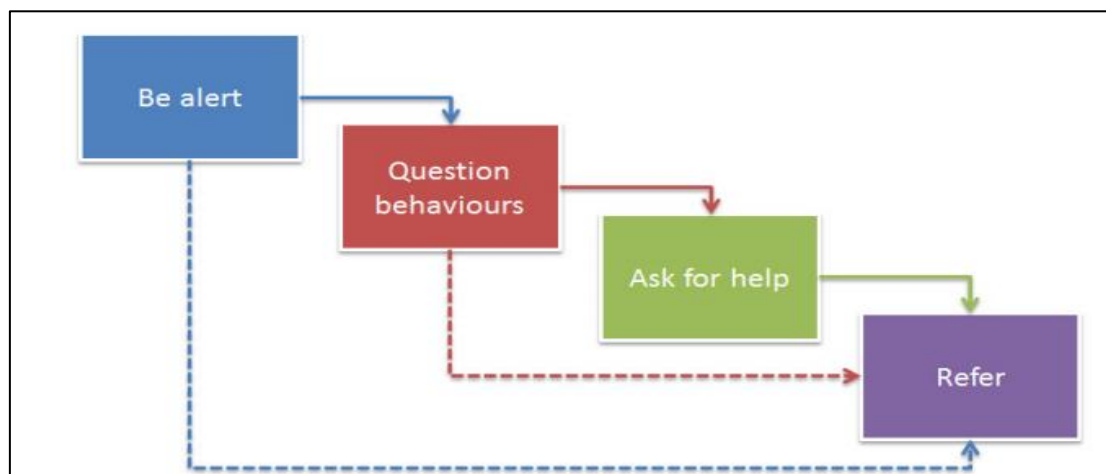 Be alert
Question
behaviours
Ask for help
Refer